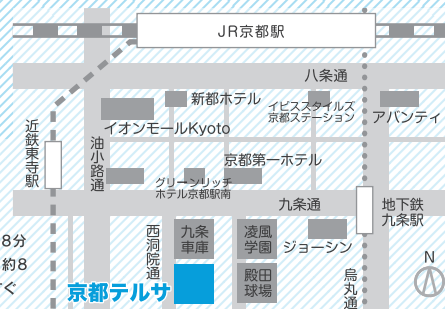 JR京都駅
八条通
新都ホテル
イビススタイルズ
京都ステーション
アバンティ
イオンモールKyoto
近鉄東寺駅
油小路通
京都第一ホテル
グリーンリッチ
ホテル京都駅南
九条通
地下鉄
九条駅
西洞院通
九条
車庫
凌風
学園
ジョーシン
8分
約8
ぐ
京都テルサ
殿田
球場
烏丸通
N